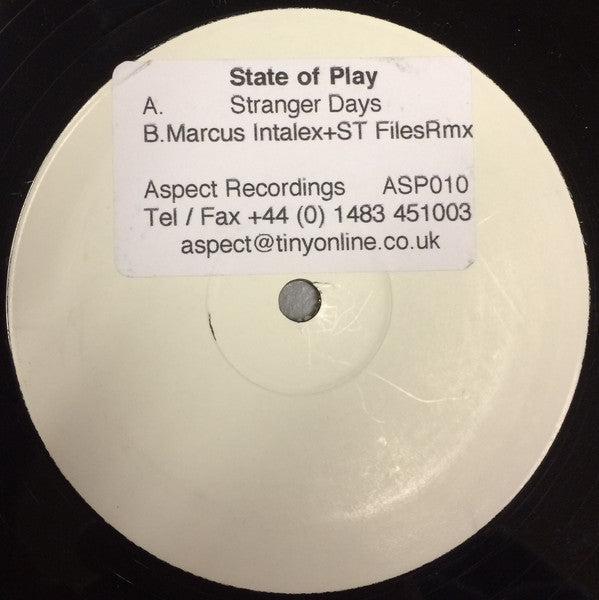 State of Play
A. Stranger Days
B.Marcus Intalex+ST FilesRmx
Aspect Recordings ASP010
Tel / Fax +44 (0) 1483 451003
aspect@tinyonline.co.uk